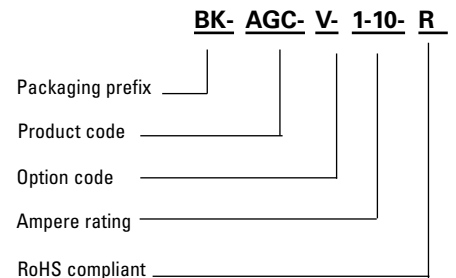 BK- AGC- V- 1-10- R
Packaging prefix
Product code
Option code
Ampere rating
RoHS compliant